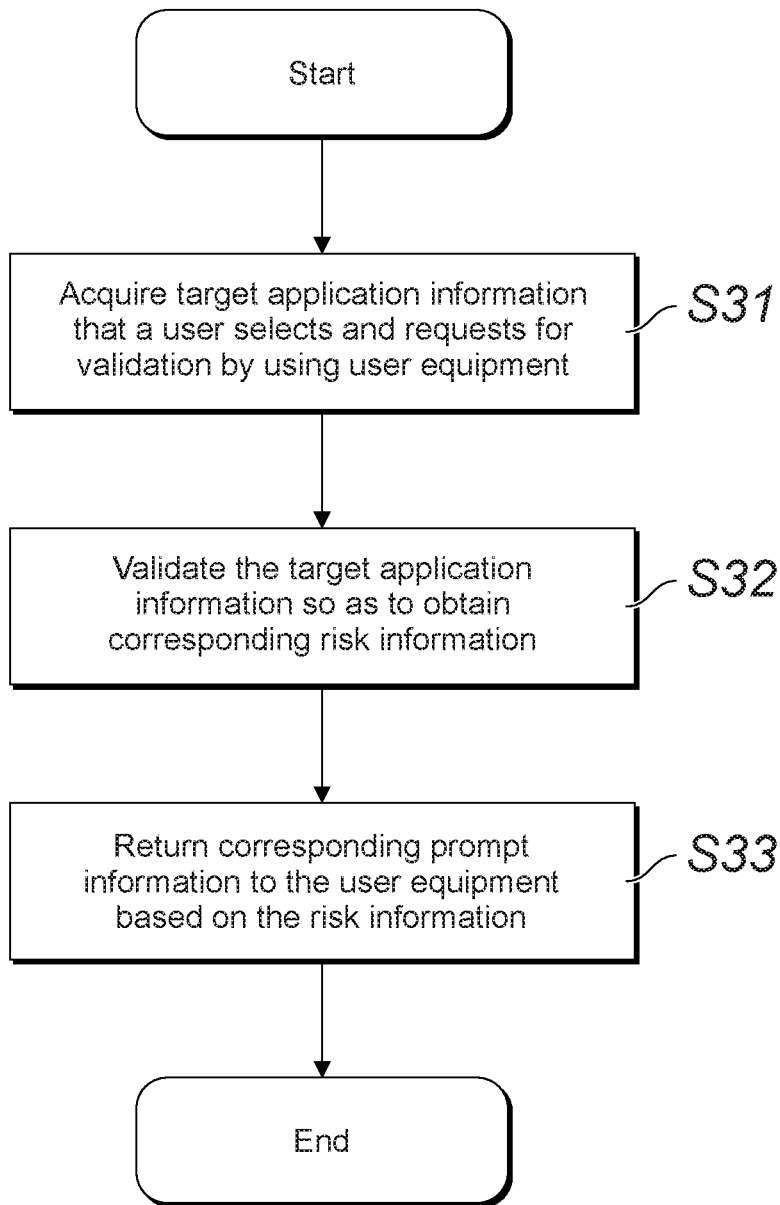 Start
Acquire target application information
that a user selects and requests for
validation by using user equipment
S31
Validate the target application
information so as to obtain
corresponding risk information
S32
Return corresponding prompt
information to the user equipment
based on the risk information
S33
End